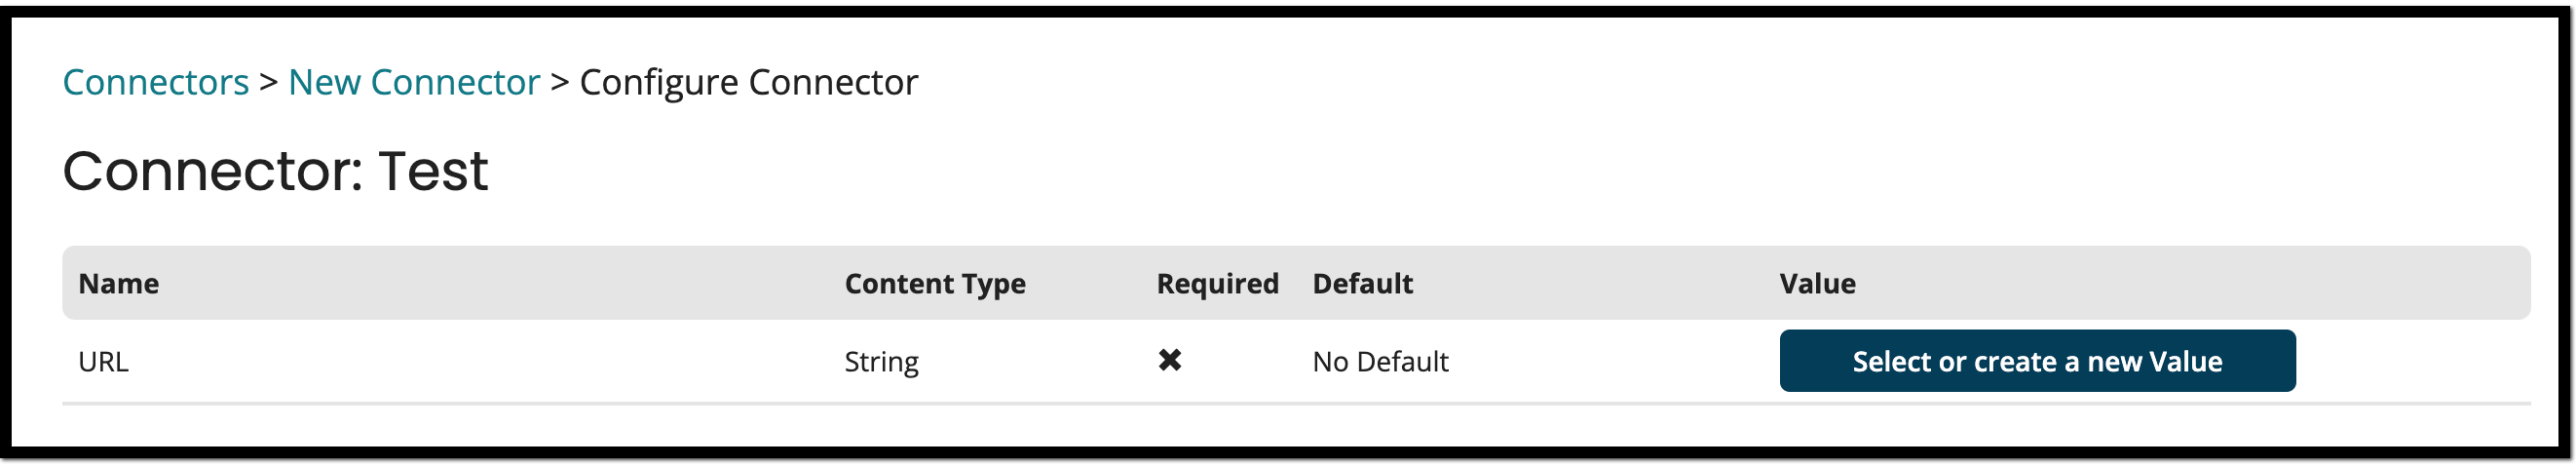 Connectors > New Connector > Configure Connector
Connector: Test
Name Content Type Required Default Value
URL String ✖ No Default Select or create a new Value